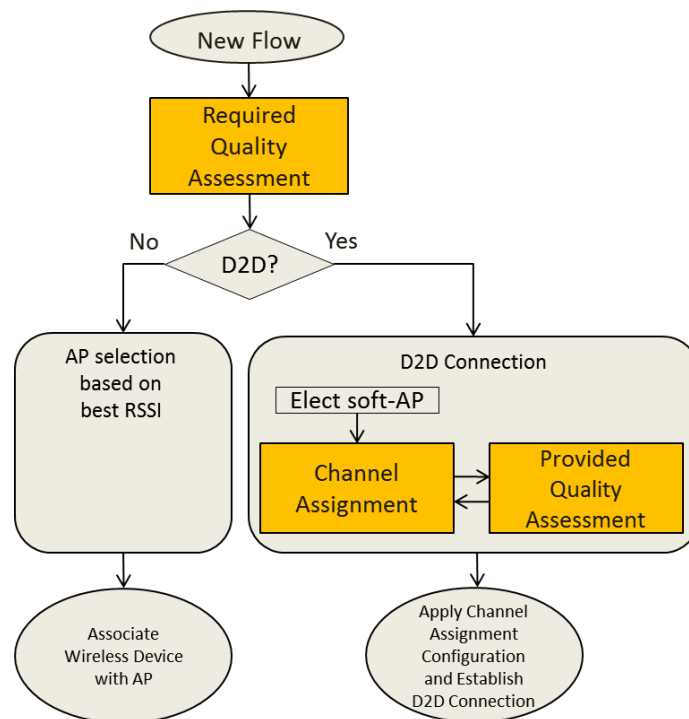 New Flow
Required
Quality
Assessment
No
Yes
D2D?
AP selection
based on
best RSSI
D2D Connection
Elect soft-AP
Channel
Assignment
Provided
Quality
Assessment
Associate
Wireless Device
with AP
Apply Channel
Assignment
Configuration
and Establish
D2D Connection